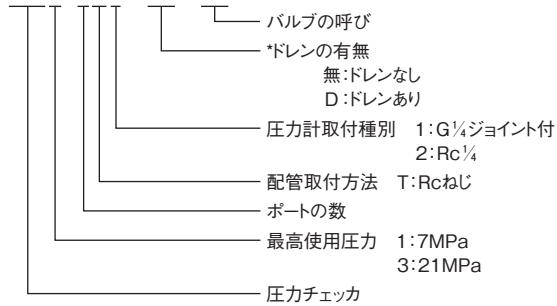 バルブの呼び
*ドレンの有無
無:ドレンなし
D:ドレンあり
圧力計取付種別 1:G¼ジョイント付
2:Rc¼
配管取付方法 T:Rcねじ
ポートの数
最高使用圧力 1:7MPa
3:21MPa
圧力チェッカ